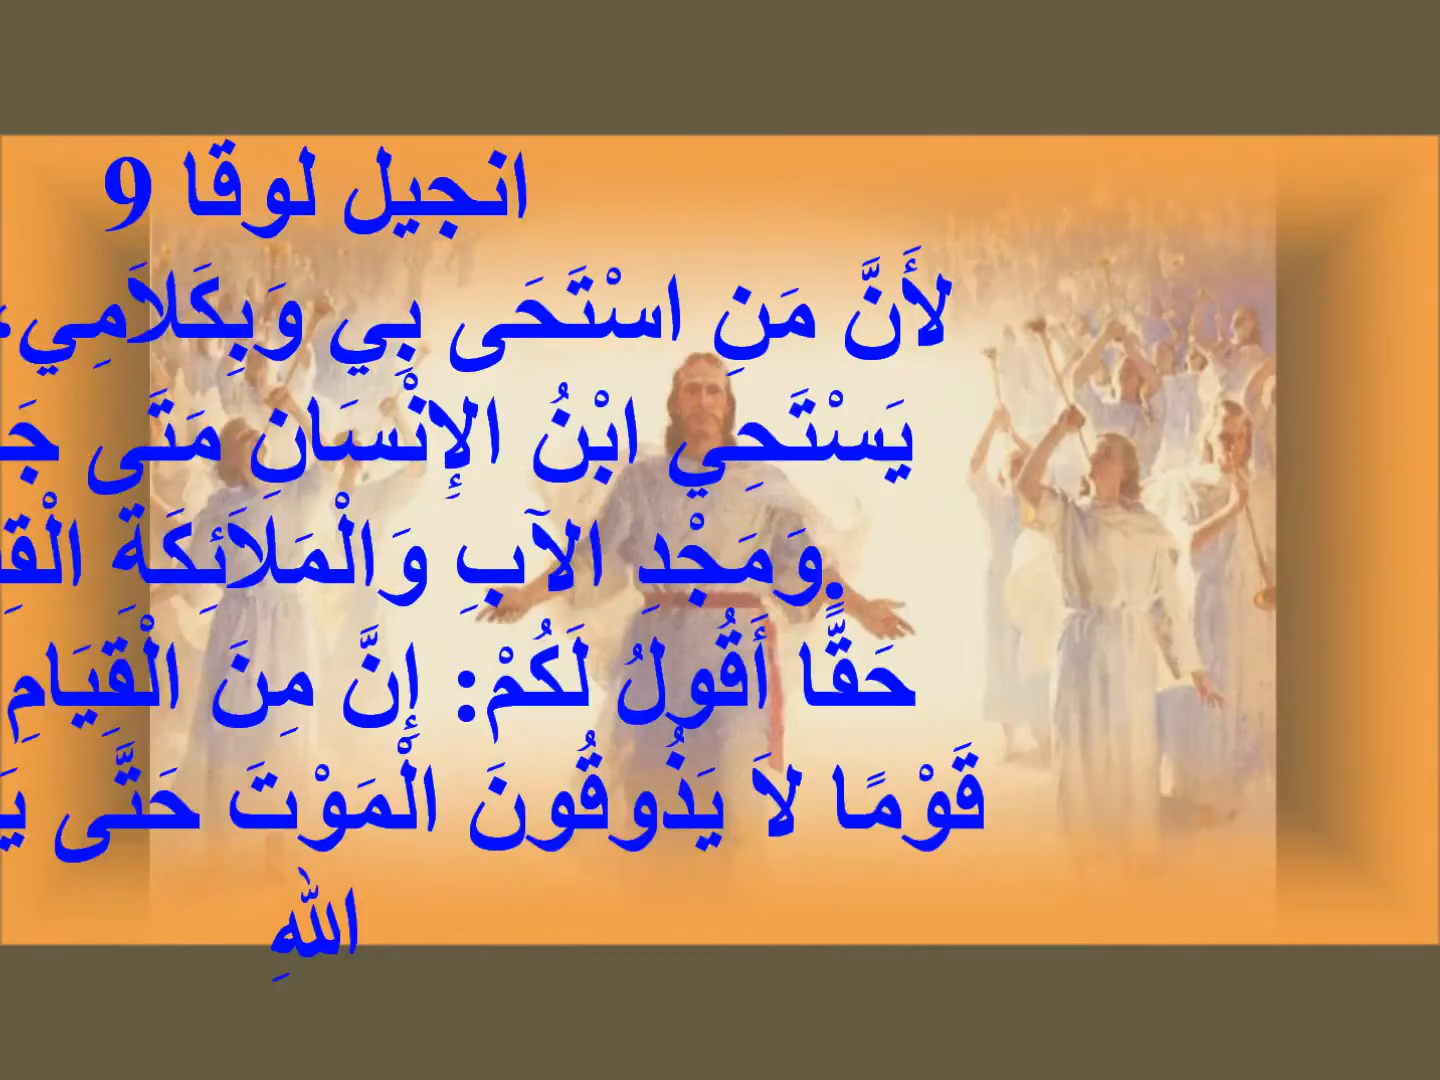 انجيل لوقا 9
لأَنَّ مَنِ اسْتَحَى بِي وَبِكَلاَمِي،
يَسْتَحِي ابْنُ الإِنْسَانِ مَتَى
وَمَجْدِ الآبِ وَالْمَلاَئِكَةِ
حَقًّا أَقُولُ لَكُمْ: إِنَّ مِنَ الْقِيَامِ
قَوْمًا لاَ يَذُوقُونَ الْمَوْتَ حَتَّى
اللهِ